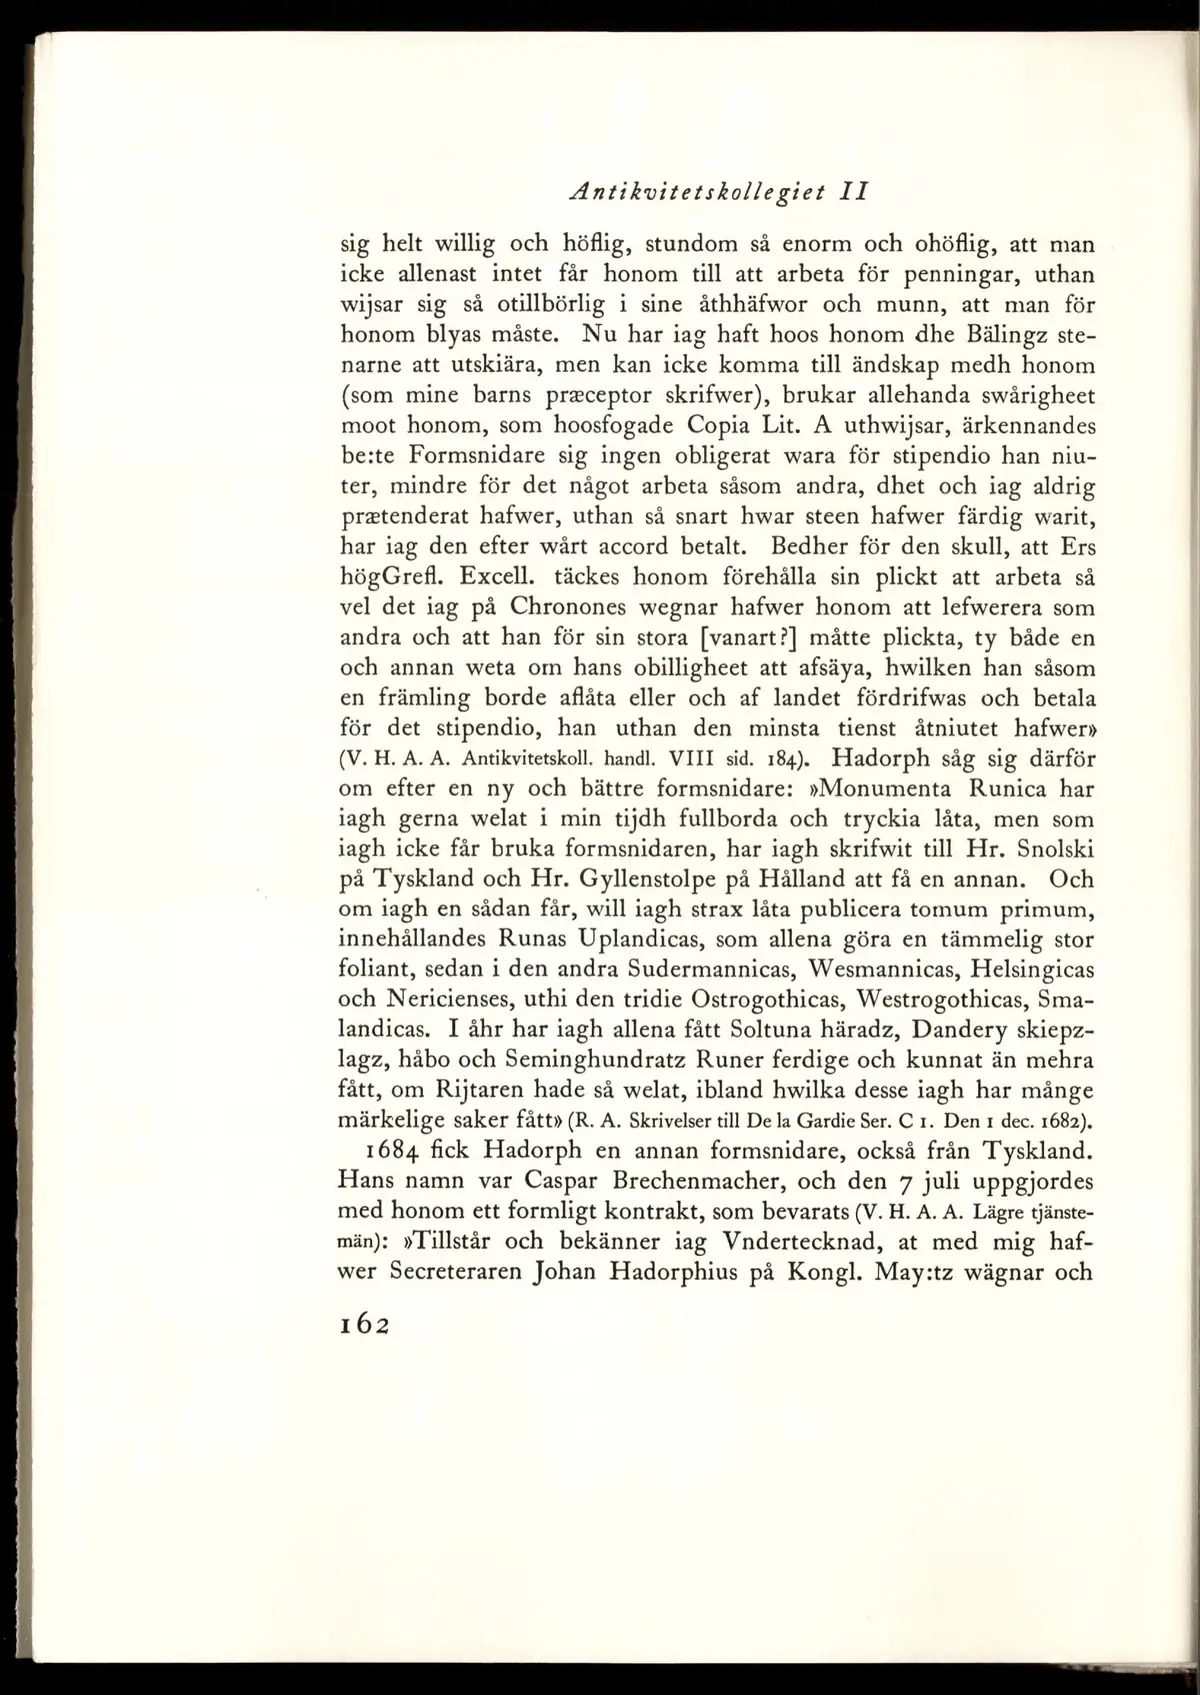 Antikvitetskollegiet II
sig helt willig och höflig, stundom så enorm och ohöflig, att man
icke allenast intet får honom till att arbeta för penningar, uthan
wijsar sig så otillbörlig i sine åthhäfwor och munn, att man för
honom blyas måste. Nu har iag haft hoos honom dhe Bälingz ste-
narne att utskiära, men kan icke komma till ändskap medh honom
(som mine barns præceptor skrifwer), brukar allehanda swårigheet
moot honom, som hoosfogade Copia Lit. A uthwijsar, ärkennandes
be:te Formsnidare sig ingen obligerat wara för stipendio han niu-
ter, mindre för det något arbeta såsom andra, dhet och iag aldrig
prætenderat hafwer, uthan så snart hwar steen hafwer färdig warit,
har iag den efter wårt accord betalt. Bedher för den skull, att Ers
högGrefl. Excell. täckes honom förehålla sin plickt att arbeta så
vel det iag på Chronones wegnar hafwer honom att lefwerera som
andra och att han för sin stora [vanart?] måtte plickta, ty både en
och annan weta om hans obilligheet att afsäya, hwilken han såsom
en främling borde aflåta eller och af landet fördrifwas och betala
för det stipendio, han uthan den minsta tienst åtniutet hafwer»
(V. H. A. A. Antikvitetskoll. handl. VIII sid. 184). Hadorph såg sig därför
om efter en ny och bättre formsnidare: »Monumenta Runica har
iagh gerna welat i min tijdh fullborda och tryckia låta, men som
iagh icke får bruka formsnidaren, har iagh skrifwit till Hr. Snolski
på Tyskland och Hr. Gyllenstolpe på Hålland att få en annan. Och
om iagh en sådan får, will iagh strax låta publicera tomum primum,
innehållandes Runas Uplandicas, som allena göra en tämmelig stor
foliant, sedan i den andra Sudermannicas, Wesmannicas, Helsingicas
och Nericienses, uthi den tridie Ostrogothicas, Westrogothicas, Sma-
landicas. I åhr har iagh allena fått Soltuna häradz, Dandery skiepz-
lagz, håbo och Seminghundratz Runer ferdige och kunnat än mehra
fått, om Rijtaren hade så welat, ibland hwilka desse iagh har månge
märkelige saker fått» (R. A. Skrivelser till De la Gardie Ser. C 1. Den 1 dec. 1682).
1684 fick Hadorph en annan formsnidare, också från Tyskland.
Hans namn var Caspar Brechenmacher, och den 7 juli uppgjordes
med honom ett formligt kontrakt, som bevarats (V. H. A. A. Lägre tjänste-
män): »Tillstår och bekänner iag Vndertecknad, at med mig haf-
wer Secreteraren Johan Hadorphius på Kongl. May:tz wägnar och
162